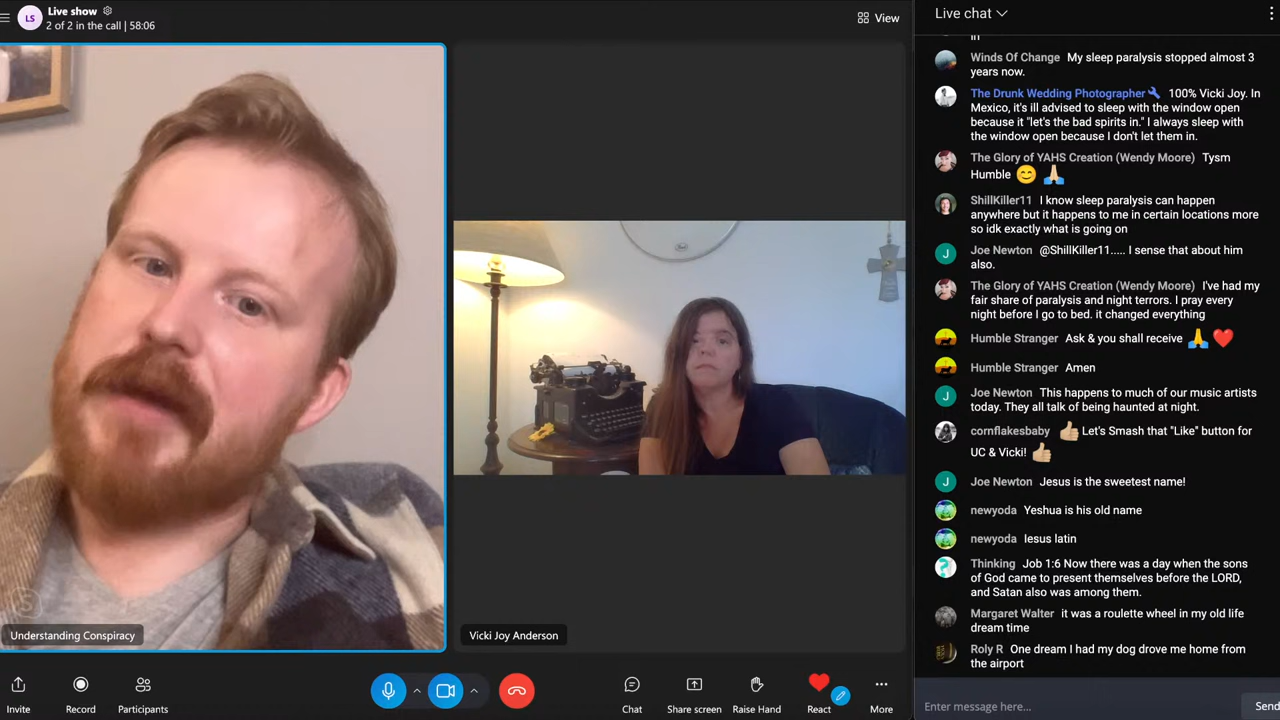 LS
Live show
2 of 2 in the call | 58:06
View
Understanding Conspiracy
Vicki Joy Anderson
Invite
Record
Participants
Chat
Share screen
Raise Hand
React
More
Live chat
in
Winds Of Change My sleep paralysis stopped almost 3
years now.
The Drunk Wedding Photographer 100% Vicki Joy. In
Mexico, it's ill advised to sleep with the window open
because it "let's the bad spirits in." I always sleep with
the window open because I don't let them in.
The Glory of YAHS Creation (Wendy Moore) Tysm
Humble 😊 🙏
ShillKiller11 I know sleep paralysis can happen
anywhere but it happens to me in certain locations more
so idk exactly what is going on
J
Joe Newton @ShillKiller11..... I sense that about him
also.
The Glory of YAHS Creation (Wendy Moore) I've had my
fair share of paralysis and night terrors. I pray every
night before I go to bed. it changed everything
Humble Stranger Ask & you shall receive 🙏 ❤️
Humble Stranger Amen
J
Joe Newton This happens to much of our music artists
today. They all talk of being haunted at night.
cornflakesbaby 👍 Let's Smash that "Like" button for
UC & Vicki! 👍
J
Joe Newton Jesus is the sweetest name!
newyoda Yeshua is his old name
newyoda Iesus latin
Thinking Job 1:6 Now there was a day when the sons
of God came to present themselves before the LORD,
and Satan also was among them.
Margaret Walter it was a roulette wheel in my old life
dream time
Roly R One dream I had my dog drove me home from
the airport
Enter message here...
Send